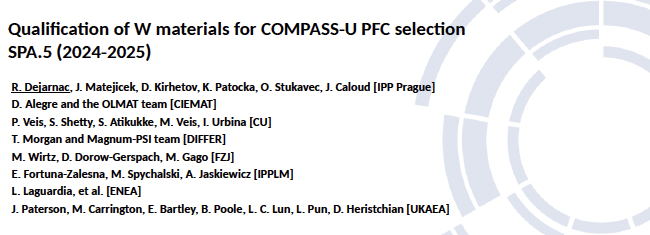 Qualification of W materials for COMPASS-U PFC selection
SPA.5 (2024-2025)
R. Dejarnac, J. Matejicek, D. Kirhetov, K. Patocka, O. Stukavec, J. Caloud [IPP Prague]
D. Alegre and the OLMAT team [CIEMAT]
P. Veis, S. Shetty, S. Atikukke, M. Veis, I. Urbina [CU]
T. Morgan and Magnum-PSI team [DIFFER]
M. Wirtz, D. Dorow-Gerspach, M. Gago [FZJ]
E. Fortuna-Zalesna, M. Spychalski, A. Jaskiewicz [IPPLM]
L. Laguardia, et al. [ENEA]
J. Paterson, M. Carrington, E. Bartley, B. Poole, L. C. Lun, L. Pun, D. Heristchian [UKAEA]